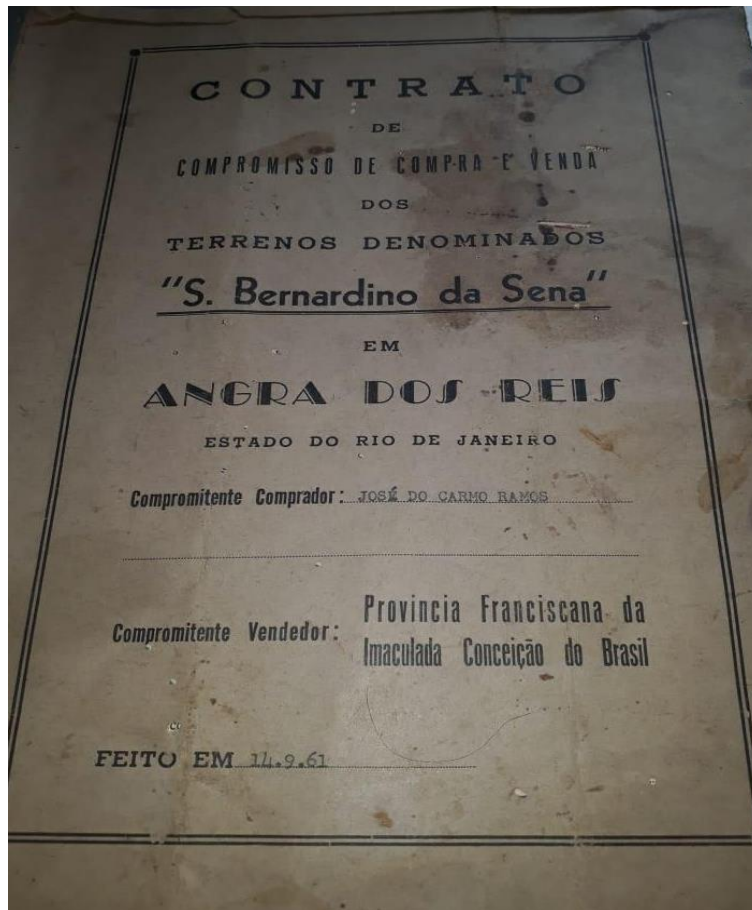 CONTRATO
DE
COMPROMISSO DE COMPRA E VENDA
DOS
TERRENOS DENOMINADOS
"S. Bernardino da Sena"
EM
ANGRA DOS REIS
ESTADO DO RIO DE JANEIRO
Compromitente Comprador: JOSÉ DO CARMO RAMOS
Compromitente Vendedor: Provincia Franciscana da
Imaculada Conceição do Brasil
FEITO EM 14.9.61